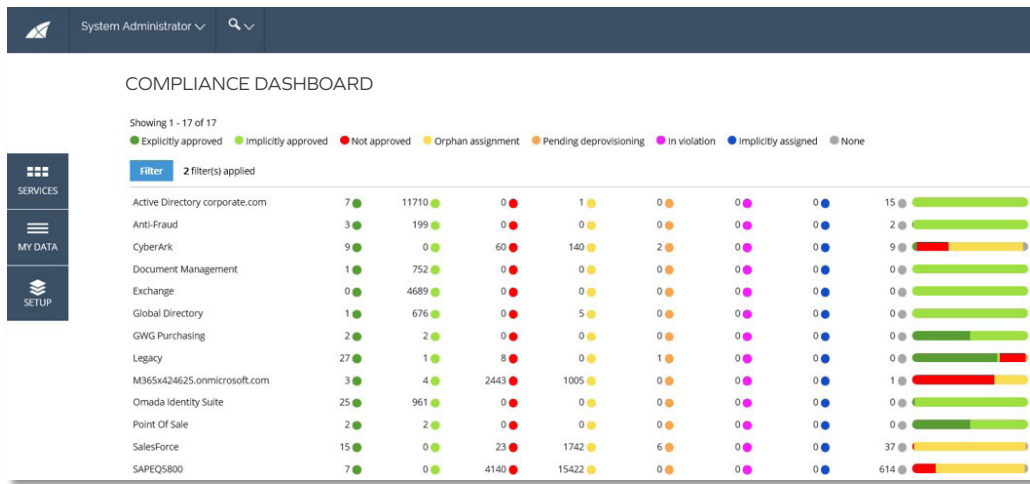 System Administrator
COMPLIANCE DASHBOARD
Showing 1 - 17 of 17
Explicitly approved Implicitly approved Not approved Orphan assignment Pending deprovisioning In violation Implicitly assigned None
Filter 2 filter(s) applied
SERVICES
MY DATA
SETUP
Active Directory corporate.com 7 11710 0 1 0 0 0 15
Anti-Fraud 3 199 0 0 0 0 0 2
CyberArk 9 0 60 140 2 0 0 9
Document Management 1 752 0 0 0 0 0 0
Exchange 0 4689 0 0 0 0 0 0
Global Directory 1 676 0 5 0 0 0 0
GWG Purchasing 2 2 0 0 0 0 0 0
Legacy 27 1 8 0 1 0 0 0
M365x424625.onmicrosoft.com 3 4 2443 1005 0 0 0 1
Omada Identity Suite 25 961 0 0 0 0 0 0
Point Of Sale 2 2 0 0 0 0 0 0
SalesForce 15 0 23 1742 6 0 0 37
SAPEQ5800 7 0 4140 15422 0 0 0 614